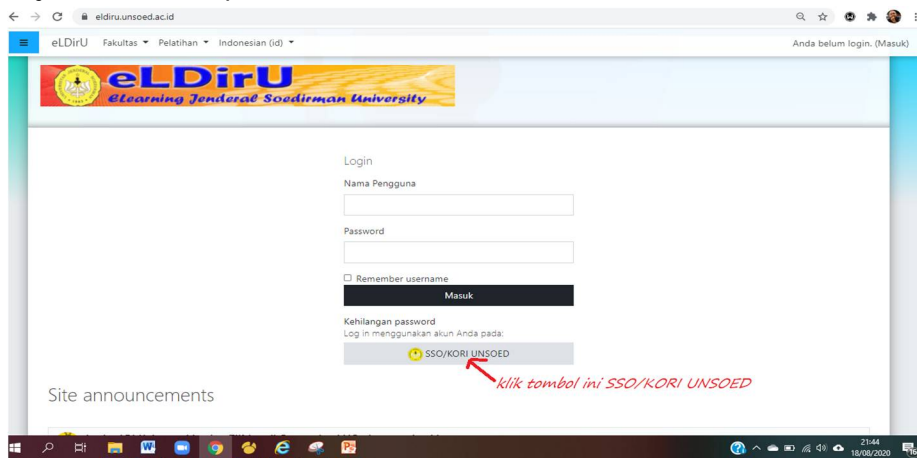 eldiru.unsoed.ac.id
eLDirU Fakultas Pelatihan Indonesian (id) Anda belum login. (Masuk)
eLDirU
eLearning Jenderal Soedirman University
Login
Nama Pengguna
Password
Remember username
Masuk
Kehilangan password
Log in menggunakan akun Anda pada:
SSO/KORI UNSOED
klik tombol ini SSO/KORI UNSOED
Site announcements
21:44
18/08/2020